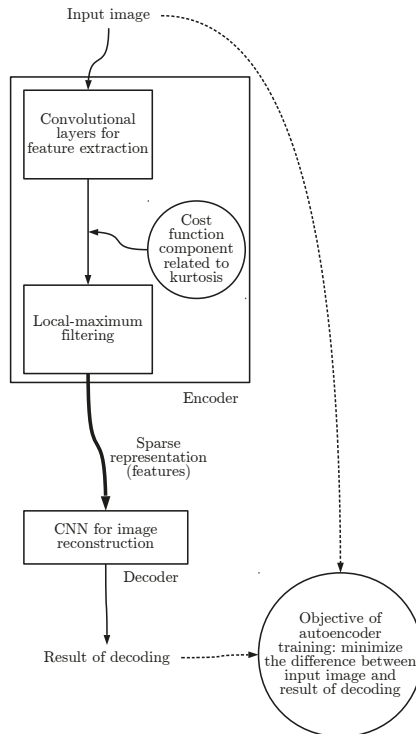 Input image
Convolutional
layers for
feature extraction
Cost
function
component
related to
kurtosis
Local-maximum
filtering
Encoder
Sparse
representation
(features)
CNN for image
reconstruction
Decoder
Result of decoding
Objective of
autoencoder
training: minimize
the difference between
input image and
result of decoding